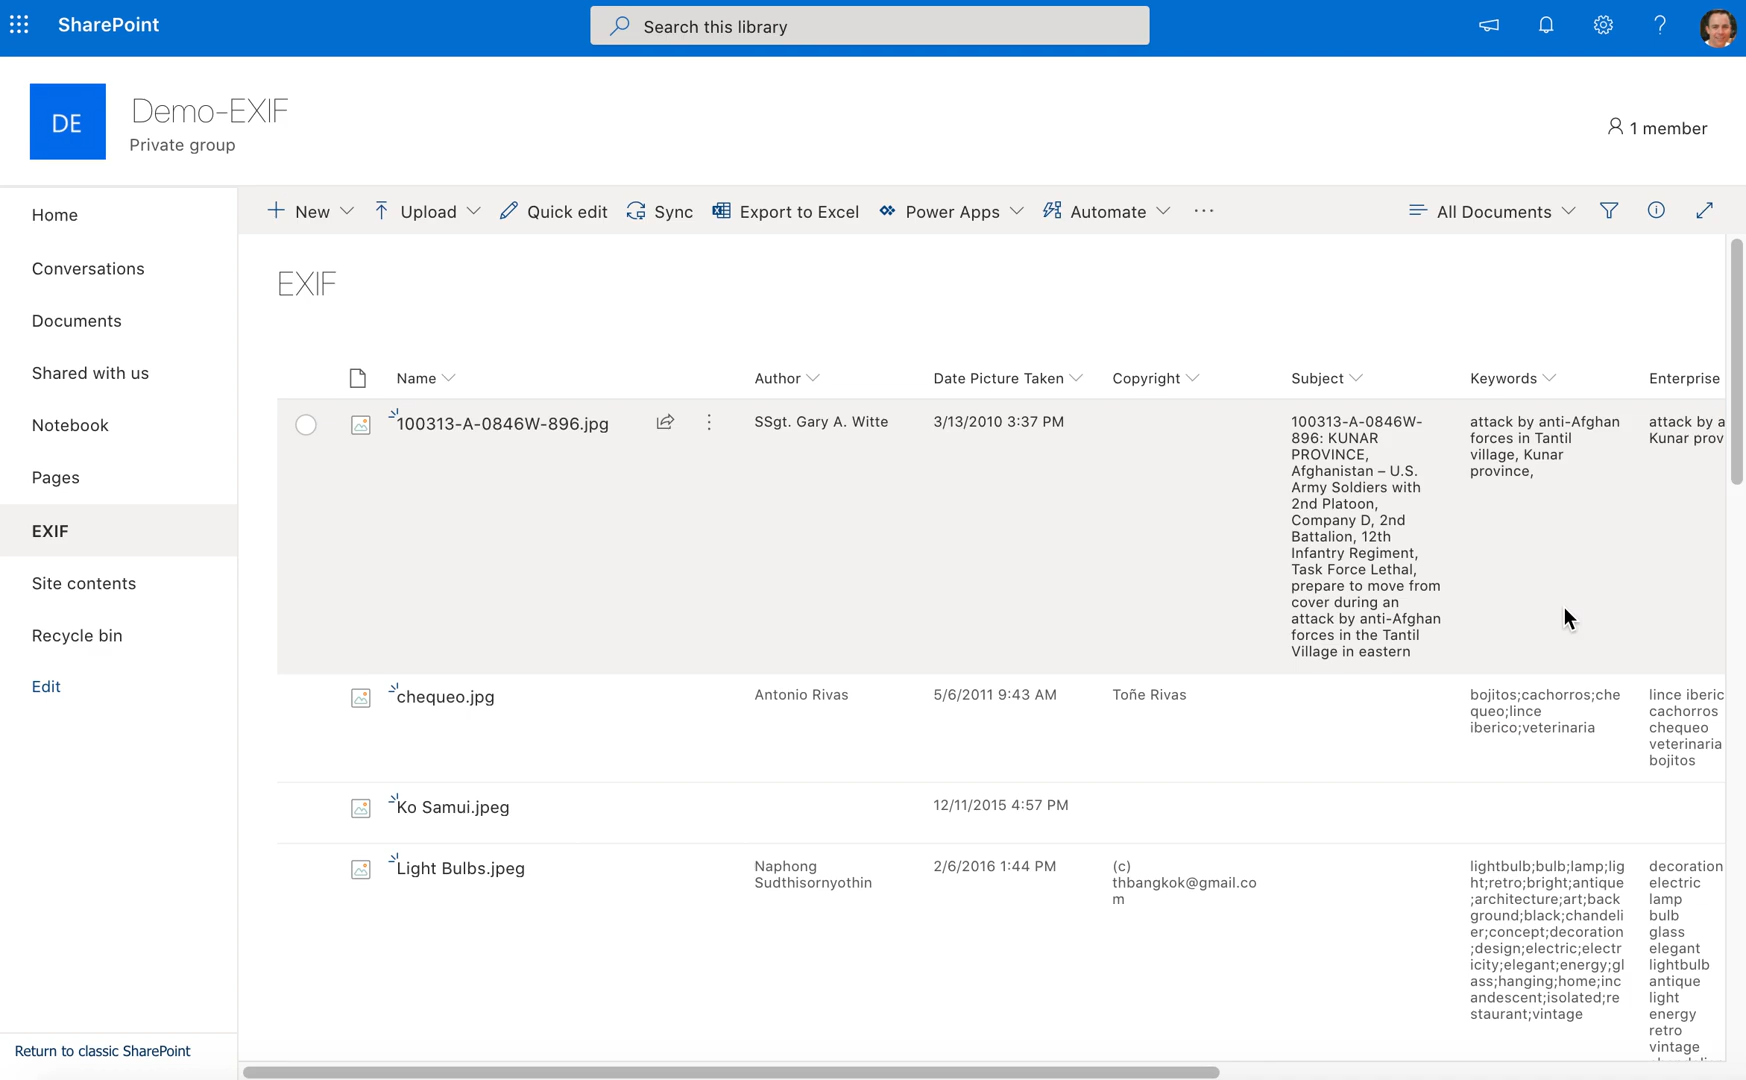 SharePoint
Search this library
DE
Demo-EXIF
Private group
1 member
Home
Conversations
Documents
Shared with us
Notebook
Pages
EXIF
Site contents
Recycle bin
Edit
Return to classic SharePoint
New
Upload
Quick edit
Sync
Export to Excel
Power Apps
Automate
All Documents
EXIF
Name
Author
Date Picture Taken
Copyright
Subject
Keywords
Enterprise
100313-A-0846W-896.jpg
SSgt. Gary A. Witte
3/13/2010 3:37 PM
100313-A-0846W-
896: KUNAR
PROVINCE,
Afghanistan – U.S.
Army Soldiers with
2nd Platoon,
Company D, 2nd
Battalion, 12th
Infantry Regiment,
Task Force Lethal,
prepare to move from
cover during an
attack by anti-Afghan
forces in the Tantil
Village in eastern
attack by anti-Afghan
forces in Tantil
village, Kunar
province,
attack by a
Kunar prov
chequeo.jpg
Antonio Rivas
5/6/2011 9:43 AM
Toñe Rivas
bojitos;cachorros;che
queo;lince
iberico;veterinaria
lince iberic
cachorros
chequeo
veterinaria
bojitos
Ko Samui.jpeg
12/11/2015 4:57 PM
Light Bulbs.jpeg
Naphong
Sudthisornyothin
2/6/2016 1:44 PM
(c)
thbangkok@gmail.co
m
lightbulb;bulb;lamp;lig
ht;retro;bright;antique
;architecture;art;back
ground;black;chandeli
er;concept;decoration
;design;electric;electr
icity;elegant;energy;gl
ass;hanging;home;inc
andescent;isolated;re
staurant;vintage
decoration
electric
lamp
bulb
glass
elegant
lightbulb
antique
light
energy
retro
vintage